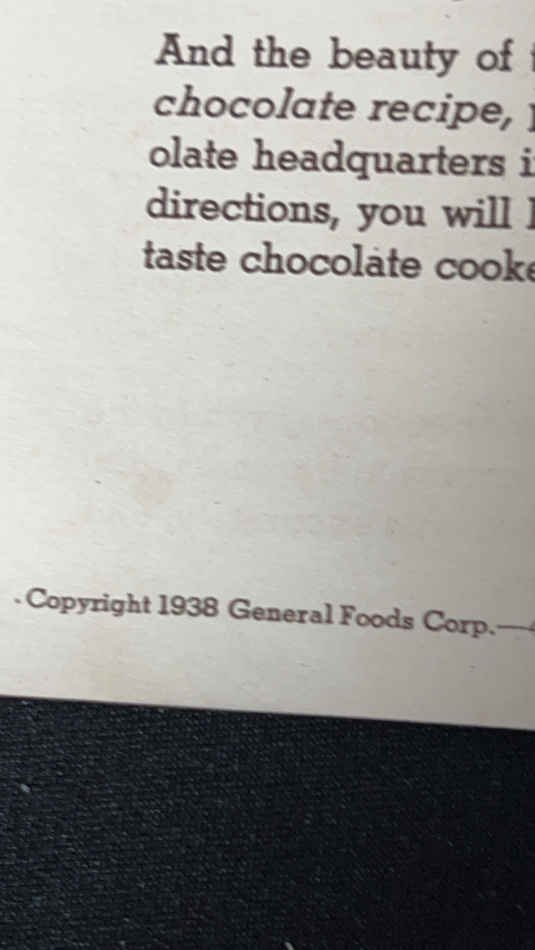 And the beauty of
chocolate recipe,
olate headquarters
directions, you will
taste chocolate
Copyright 1938 General Foods Corp.—